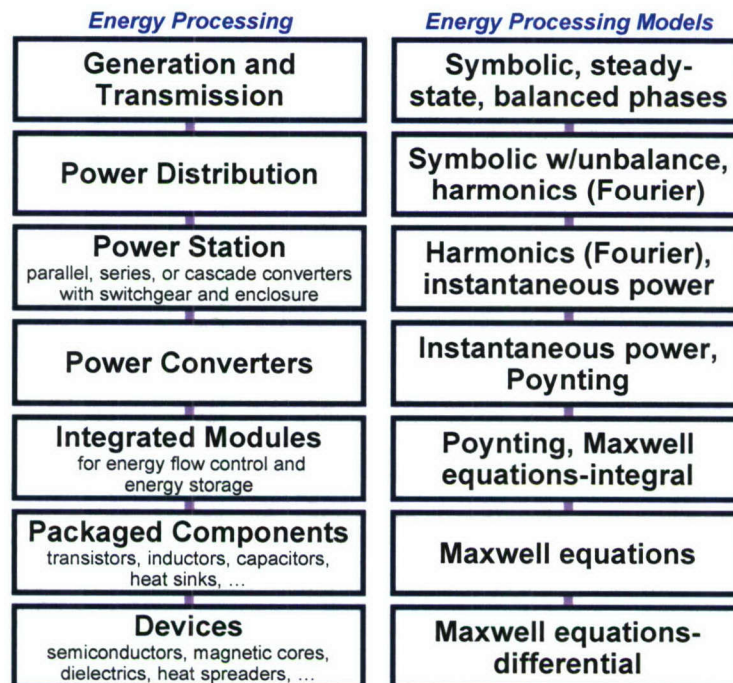 Energy Processing
Generation and
Transmission
Power Distribution
Power Station
parallel, series, or cascade converters
with switchgear and enclosure
Power Converters
Integrated Modules
for energy flow control and
energy storage
Packaged Components
transistors, inductors, capacitors,
heat sinks, ...
Devices
semiconductors, magnetic cores,
dielectrics, heat spreaders, ...
Energy Processing Models
Symbolic, steady-
state, balanced phases
Symbolic w/unbalance,
harmonics (Fourier)
Harmonics (Fourier),
instantaneous power
Instantaneous power,
Poynting
Poynting, Maxwell
equations-integral
Maxwell equations
Maxwell equations-
differential